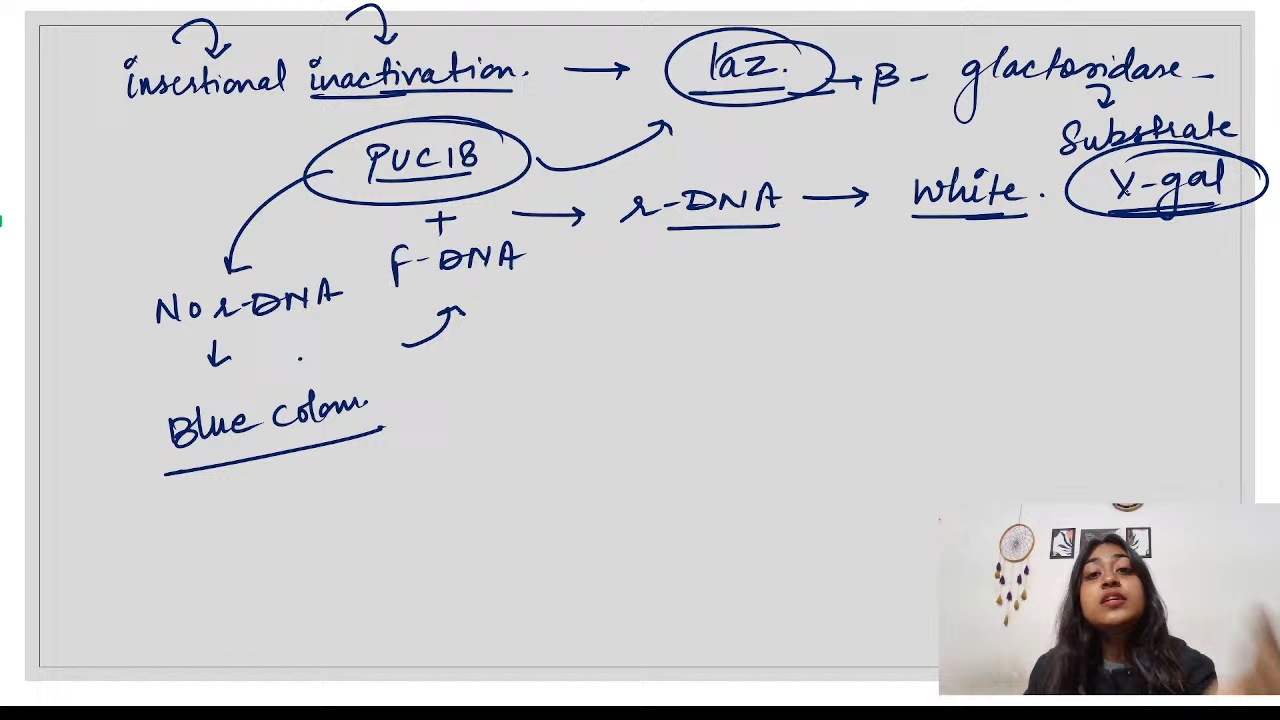 insertional inactivation. → laz. → β - glactosidase -
Substrate
PUC18
X-gal
+ → r-DNA → white.
F-DNA
No r-DNA
↓
Blue Colour.